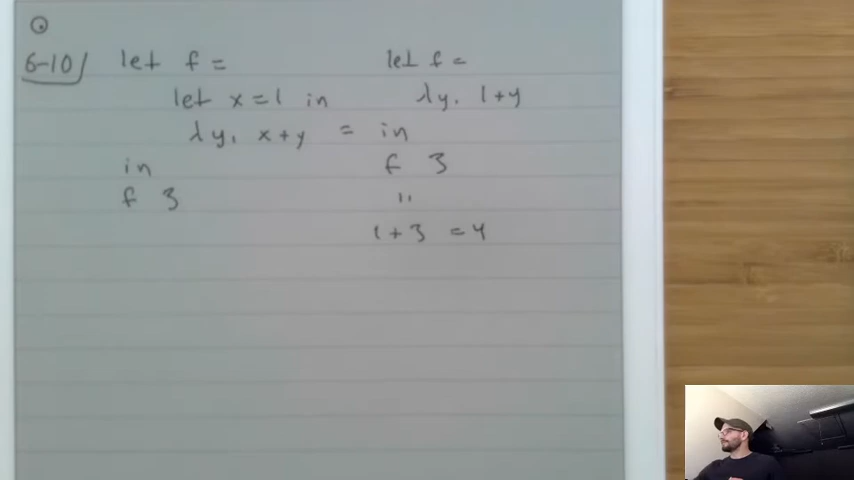 6-10/ let f = let f =
let x = 1 in λy. 1+y
λy. x+y = in
in f 3
f 3 "
1+3 = 4